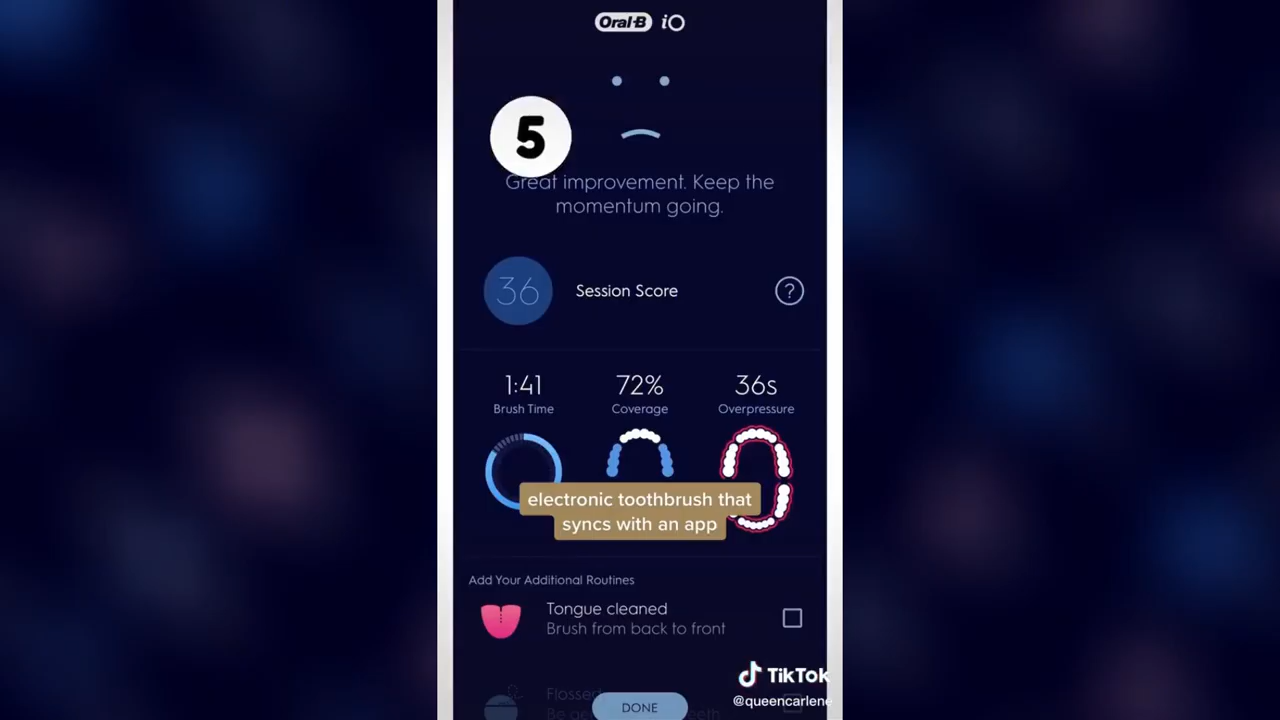 Oral-B iO
5
Great improvement. Keep the
momentum going.
36 Session Score ?
1:41 72% 36s
Brush Time Coverage Overpressure
electronic toothbrush that
syncs with an app
Add Your Additional Routines
Tongue cleaned
Brush from back to front
TikTok
@queencarlene
Flossed
DONE